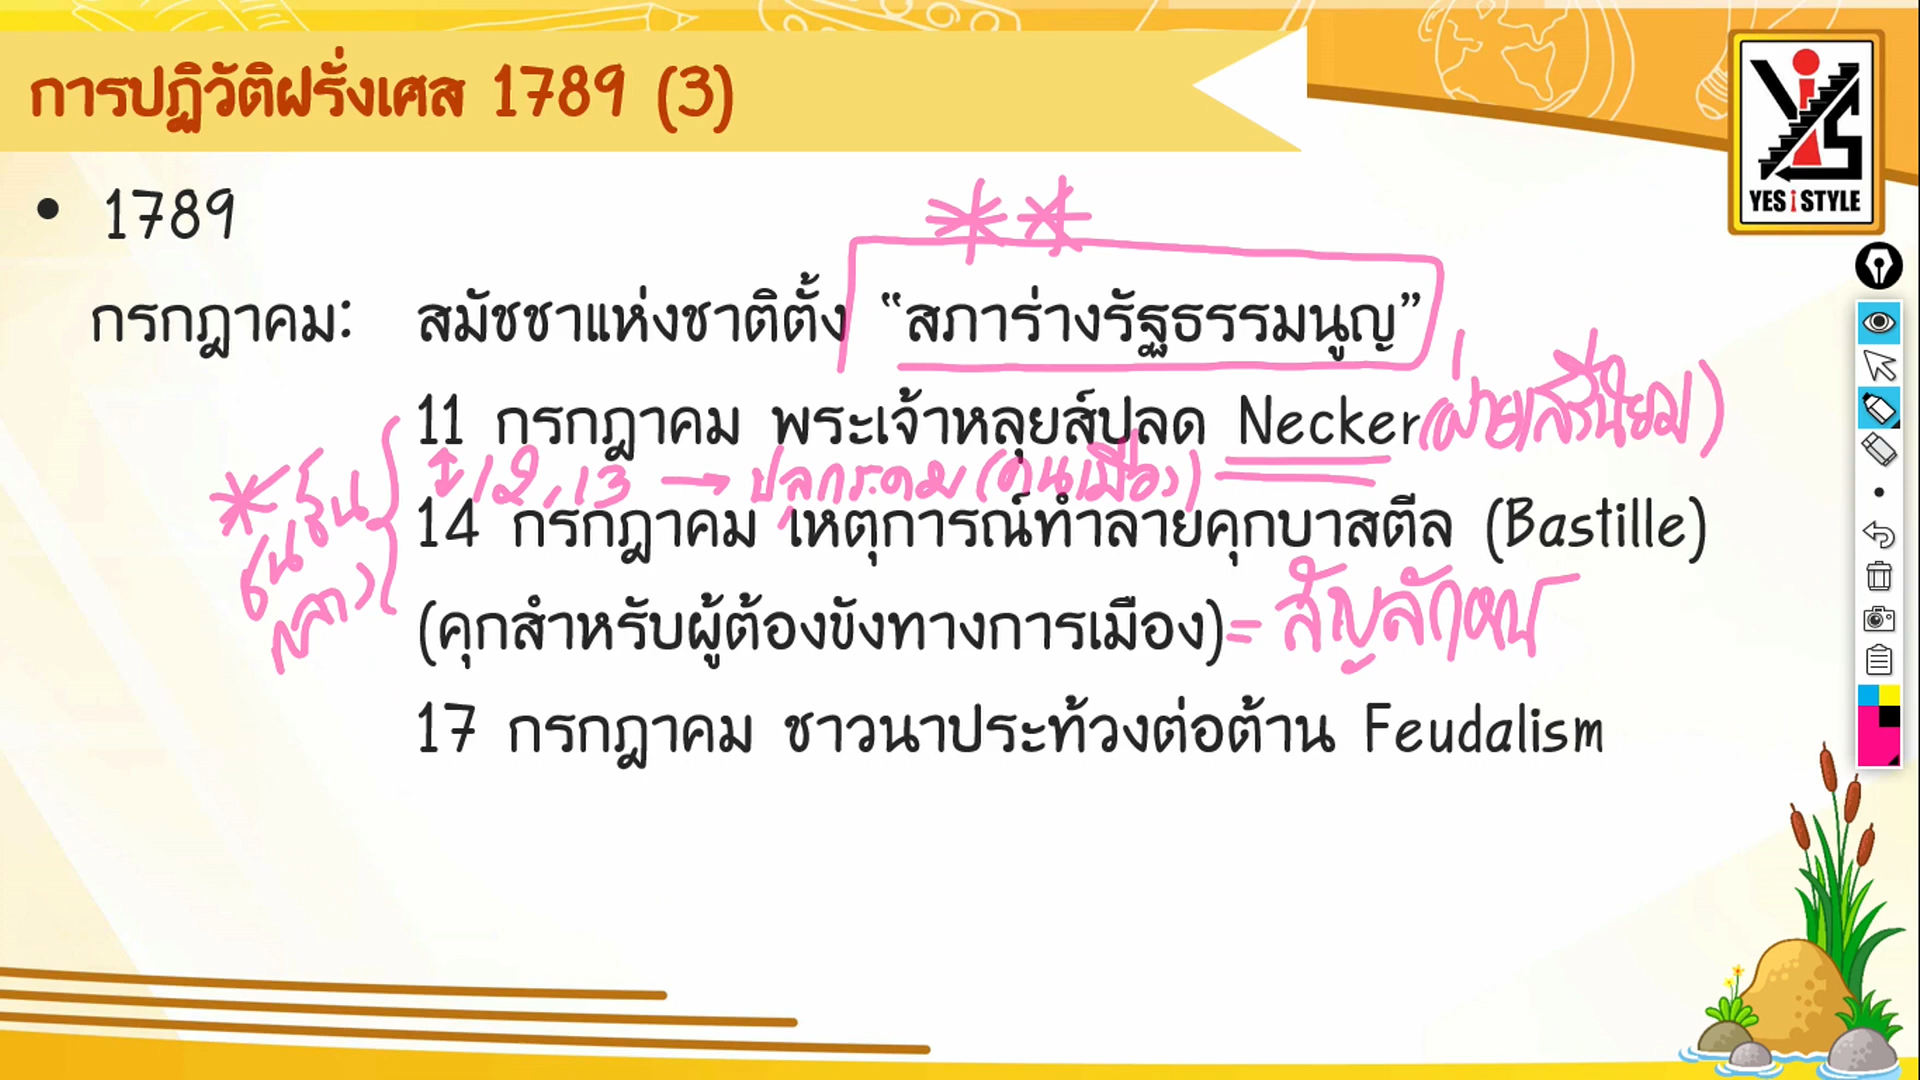 การปฏิวัติฝรั่งเศส 1789 (3)
YES i STYLE
• 1789
กรกฎาคม: สมัชชาแห่งชาติตั้ง “สภาร่างรัฐธรรมนูญ”
11 กรกฎาคม พระเจ้าหลุยส์ปลด Necker (ฝ่ายเสรีนิยม)
12, 13 → ปลุกระดม (คนเมือง)
14 กรกฎาคม เหตุการณ์ทำลายคุกบาสตีล (Bastille)
ชน
กลาง
(คุกสำหรับผู้ต้องขังทางการเมือง) = สัญลักษณ์
17 กรกฎาคม ชาวนาประท้วงต่อต้าน Feudalism